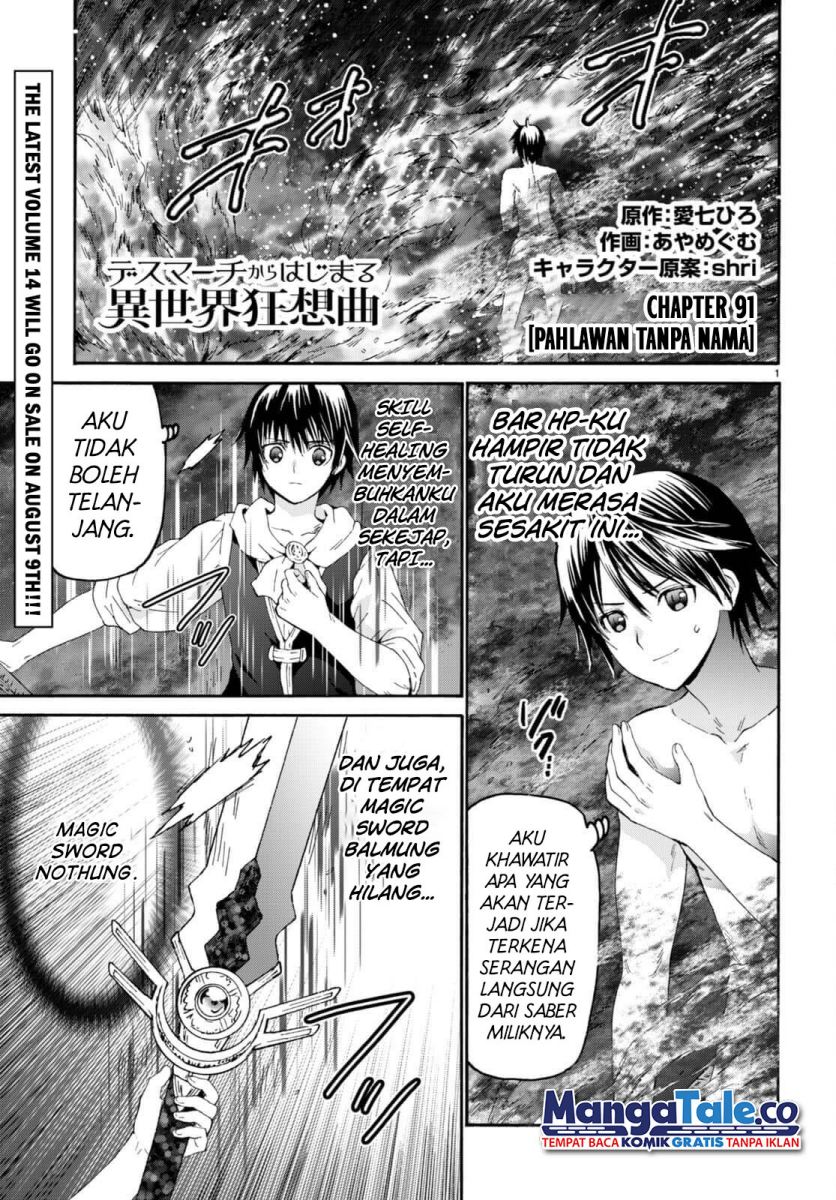 ゴオオ
THE LATEST VOLUME 14 WILL GO ON SALE ON AUGUST 9TH!!!
デスマーチからはじまる
異世界狂想曲
原作:愛七ひろ
作画:あやめぐむ
キャラクター原案:shri
CHAPTER 91
[PAHLAWAN TANPA NAMA]
1
BAR HP-KU
HAMPIR TIDAK
TURUN DAN
AKU MERASA
SESAKIT INI...
AKU
KHAWATIR
APA YANG
AKAN TER-
JADI JIKA
TERKENA
SERANGAN
LANGSUNG
DARI SABER
MILIKNYA.
SKILL
SELF-
HEALING
MENYEM-
BUHKANKU
DALAM
SEKEJAP,
TAPI...
AKU
TIDAK
BOLEH
TELAN-
JANG.
DAN JUGA,
DI TEMPAT
MAGIC
SWORD
BALMUNG
YANG
HILANG...
MAGIC
SWORD
NOTHUNG.
MangaTale.co
TEMPAT BACA KOMIK GRATIS TANPA IKLAN